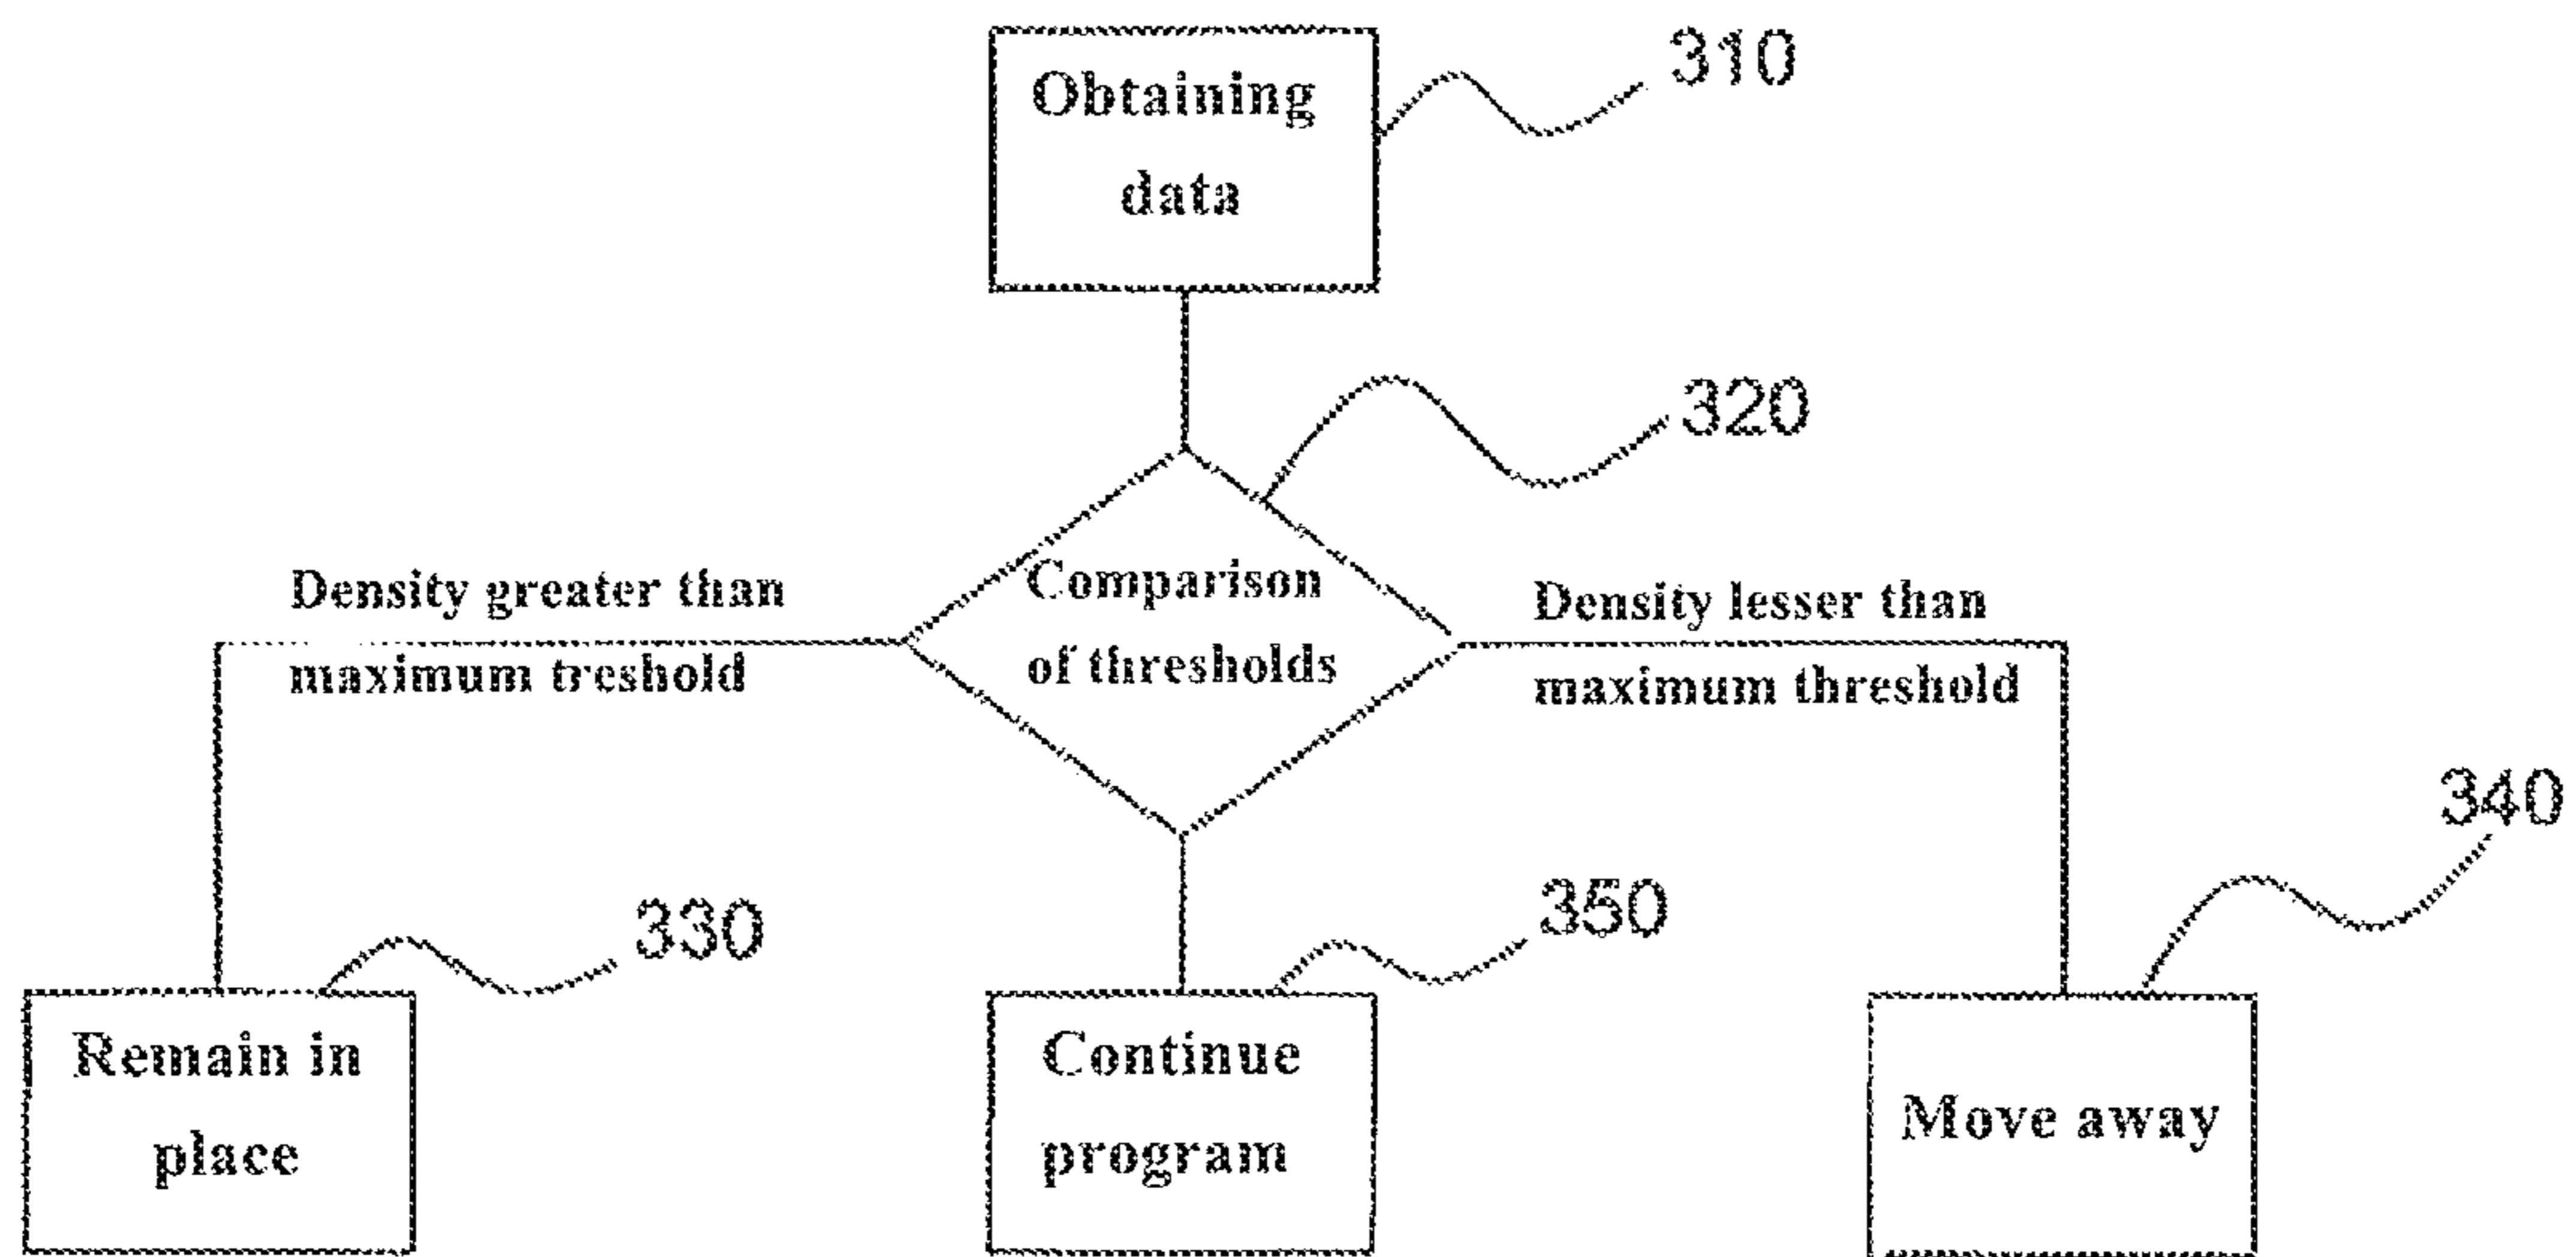 Obtaining
data
310
320
Density greater than
maximum treshold
Comparison
of thresholds
Density lesser than
maximum threshold
330
350
340
Remain in
place
Continue
program
Move away